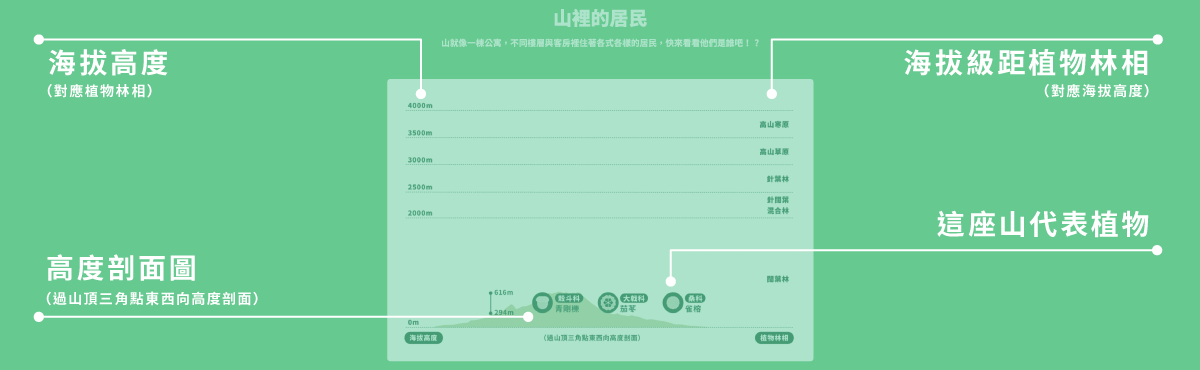 山裡的居民
山就像一棟公寓，不同樓層與客房裡住著各式各樣的居民，快來看看他們是誰吧！？
海拔高度
（對應植物林相）
海拔級距植物林相
（對應海拔高度）
4000m
高山寒原
3500m
高山草原
3000m
針葉林
2500m
針闊葉
混合林
2000m
這座山代表植物
高度剖面圖
（過山頂三角點東西向高度剖面）
闊葉林
616m
294m
殼斗科
青剛櫟
大戟科
茄苳
桑科
雀榕
0m
海拔高度
（過山頂三角點東西向高度剖面）
植物林相